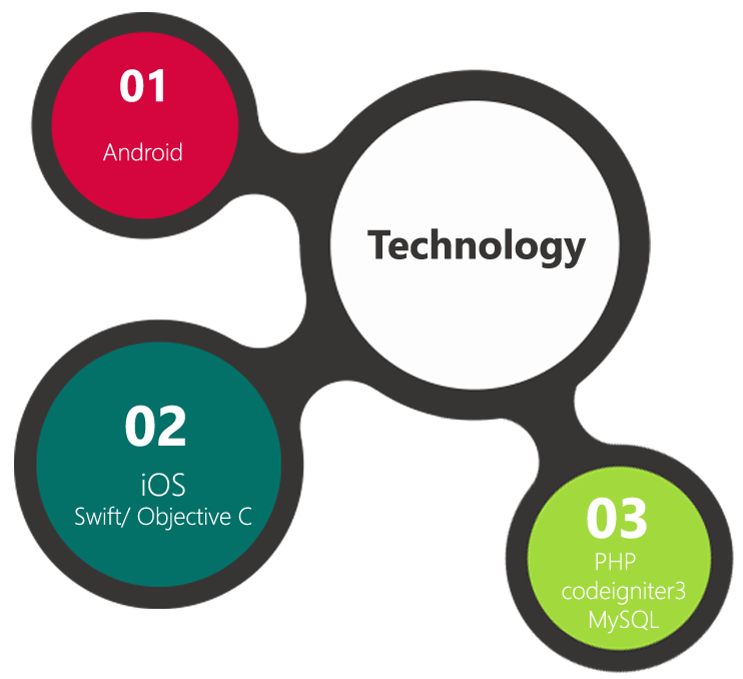 01
Android
Technology
02
iOS
Swift/ Objective C
03
PHP
codeigniter3
MySQL